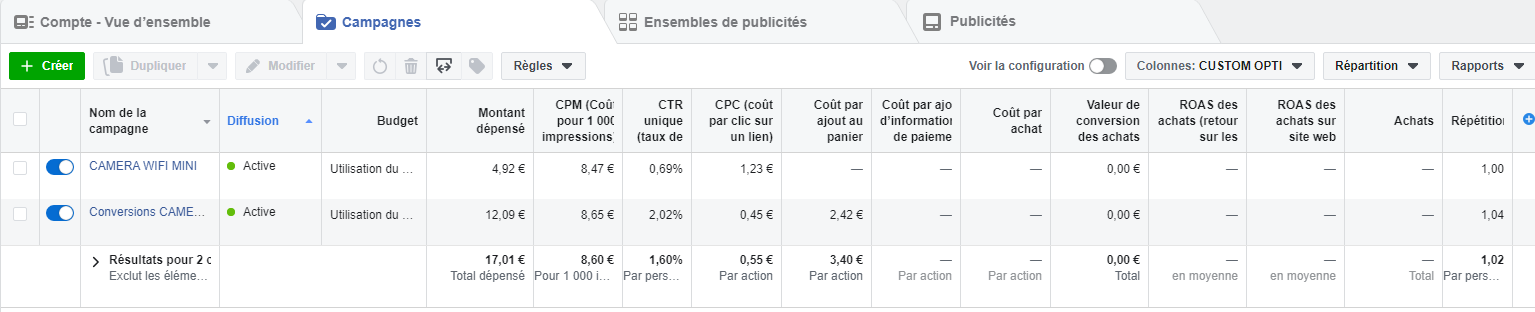 Compte - Vue d'ensemble
Campagnes
Ensembles de publicités
Publicités
Créer
Dupliquer
Modifier
Règles
Voir la configuration
Colonnes: CUSTOM OPTI
Répartition
Rapports
Nom de la
campagne
Diffusion
Budget
Montant
dépensé
CPM (Coût
pour 1 000
impressions)
CTR
unique
(taux de
CPC (coût
par clic sur
un lien)
Coût par
ajout au
panier
Coût par ajo
d'information
de paieme
Coût par
achat
Valeur de
conversion
des achats
ROAS des
achats (retour
sur les
ROAS des
achats sur
site web
Achats
Répétition
CAMERA WIFI MINI
Active
Utilisation du ...
4,92 €
8,47 €
0,69%
1,23 €
—
—
—
0,00 €
—
—
—
1,00
Conversions CAME...
Active
Utilisation du ...
12,09 €
8,65 €
2,02%
0,45 €
2,42 €
—
—
0,00 €
—
—
—
1,04
Résultats pour 2 c
17,01 €
8,60 €
1,60%
0,55 €
3,40 €
—
—
0,00 €
—
—
—
1,02
Exclut les éléme...
Total dépensé
Pour 1 000 i...
Par pers...
Par action
Par action
Par action
Par action
Total
en moyenne
en moyenne
Total
Par pers...